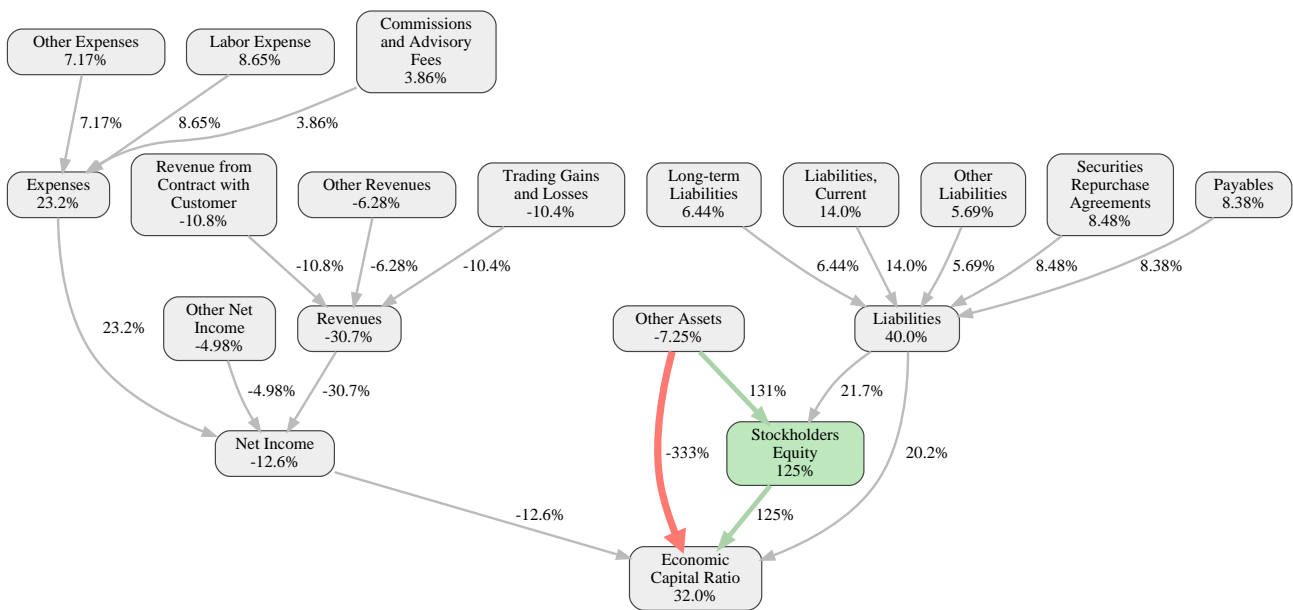 Other Expenses
7.17%
Labor Expense
8.65%
Commissions
and Advisory
Fees
3.86%
7.17%
8.65%
3.86%
Expenses
23.2%
Revenue from
Contract with
Customer
-10.8%
Other Revenues
-6.28%
Trading Gains
and Losses
-10.4%
Long-term
Liabilities
6.44%
Liabilities,
Current
14.0%
Other
Liabilities
5.69%
Securities
Repurchase
Agreements
8.48%
Payables
8.38%
-10.8%
-6.28%
-10.4%
6.44%
14.0%
5.69%
8.48%
8.38%
23.2%
Other Net
Income
-4.98%
Revenues
-30.7%
Other Assets
-7.25%
Liabilities
40.0%
-4.98%
-30.7%
131%
21.7%
Net Income
-12.6%
-333%
Stockholders
Equity
125%
20.2%
-12.6%
125%
Economic
Capital Ratio
32.0%